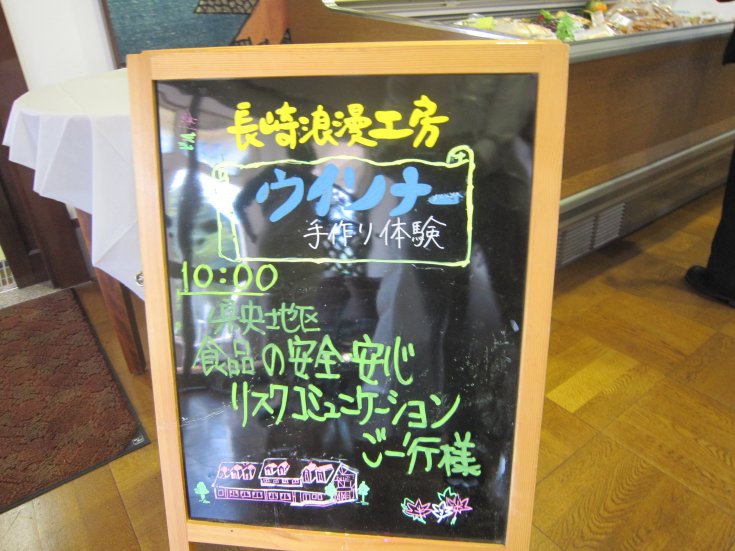 長崎浪漫工房
ウインナー
手作り体験
10:00
県央地区
食品の安全安心
リスクコミュニケーション
ご一行様